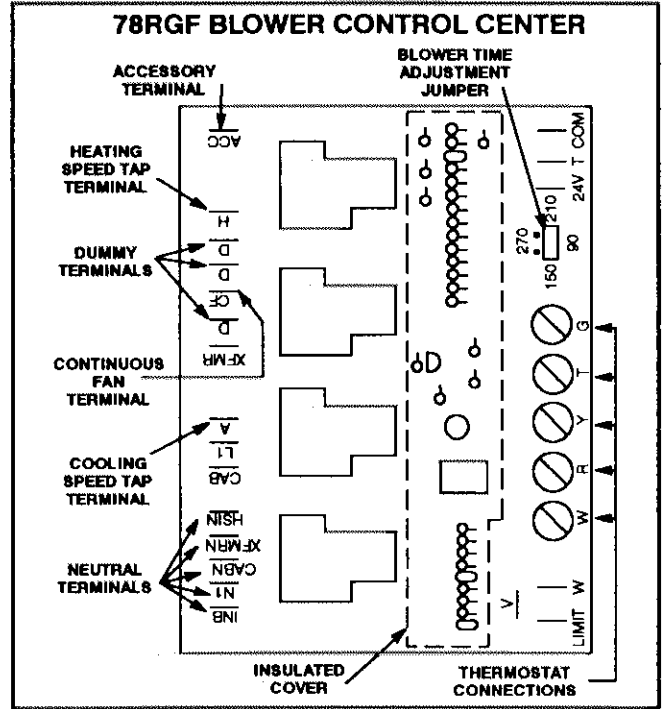 78RGF BLOWER CONTROL CENTER
ACCESSORY
TERMINAL
BLOWER TIME
ADJUSTMENT
JUMPER
HEATING
SPEED TAP
TERMINAL
DUMMY
TERMINALS
CONTINUOUS
FAN
TERMINAL
COOLING
SPEED TAP
TERMINAL
NEUTRAL
TERMINALS
ACC
H
D
D
CF
D
XFMR
A
L1
CAB
HSIN
XFMRN
CABN
N1
INB
COM
T
24V
210
270
90
150
G
T
Y
R
W
V
W
LIMIT
INSULATED
COVER
THERMOSTAT
CONNECTIONS